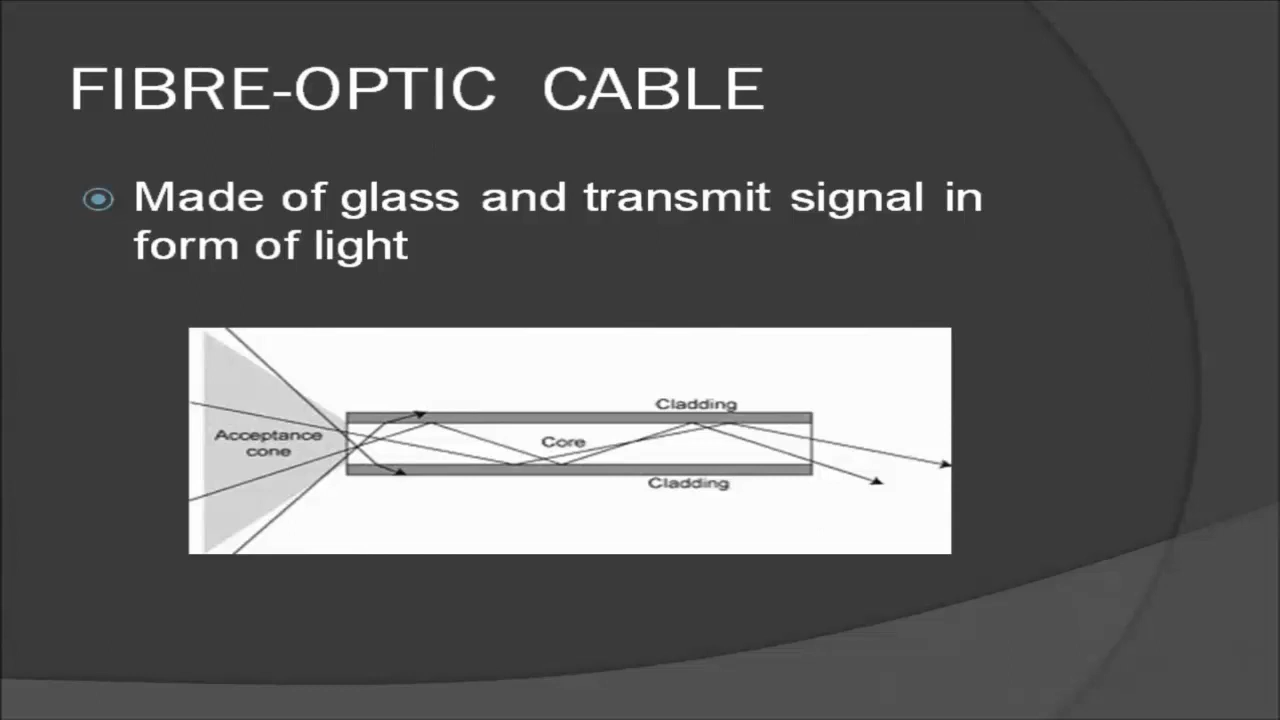 FIBRE-OPTIC CABLE
Made of glass and transmit signal in
form of light
Cladding
Acceptance
cone
Core
Cladding